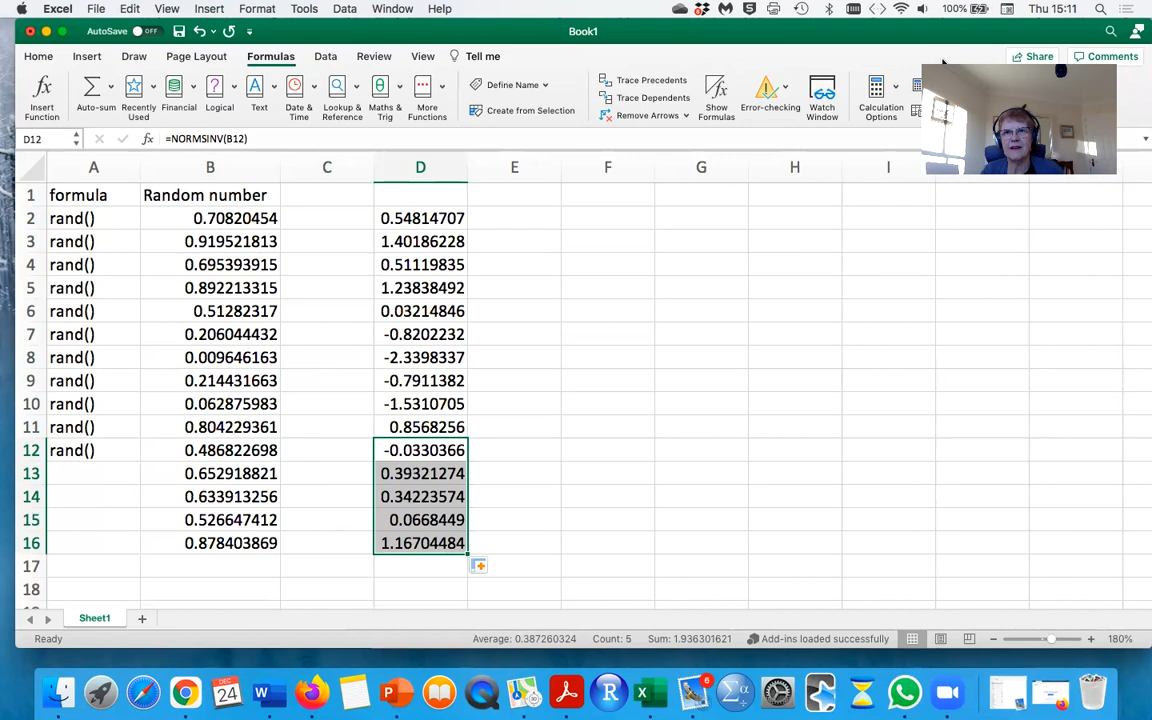 Excel File Edit View Insert Format Tools Data Window Help 100% Thu 15:11
AutoSave OFF Book1
Home Insert Draw Page Layout Formulas Data Review View Tell me Share Comments
Insert Function
Auto-sum
Recently Used
Financial
Logical
Text
Date & Time
Lookup & Reference
Maths & Trig
More Functions
Define Name
Create from Selection
Trace Precedents
Trace Dependents
Remove Arrows
Show Formulas
Error-checking
Watch Window
Calculation Options
D12 fx =NORMSINV(B12)
A B C D E F G H I
1 formula Random number
2 rand() 0.70820454 0.54814707
3 rand() 0.919521813 1.40186228
4 rand() 0.695393915 0.51119835
5 rand() 0.892213315 1.23838492
6 rand() 0.51282317 0.03214846
7 rand() 0.206044432 -0.8202232
8 rand() 0.009646163 -2.3398337
9 rand() 0.214431663 -0.7911382
10 rand() 0.062875983 -1.5310705
11 rand() 0.804229361 0.8568256
12 rand() 0.486822698 -0.0330366
13 0.652918821 0.39321274
14 0.633913256 0.34223574
15 0.526647412 0.0668449
16 0.878403869 1.16704484
17
18
Sheet1
Ready Average: 0.387260324 Count: 5 Sum: 1.936301621 Add-ins loaded successfully 180%
DEC
24
W P R X 6 Σα